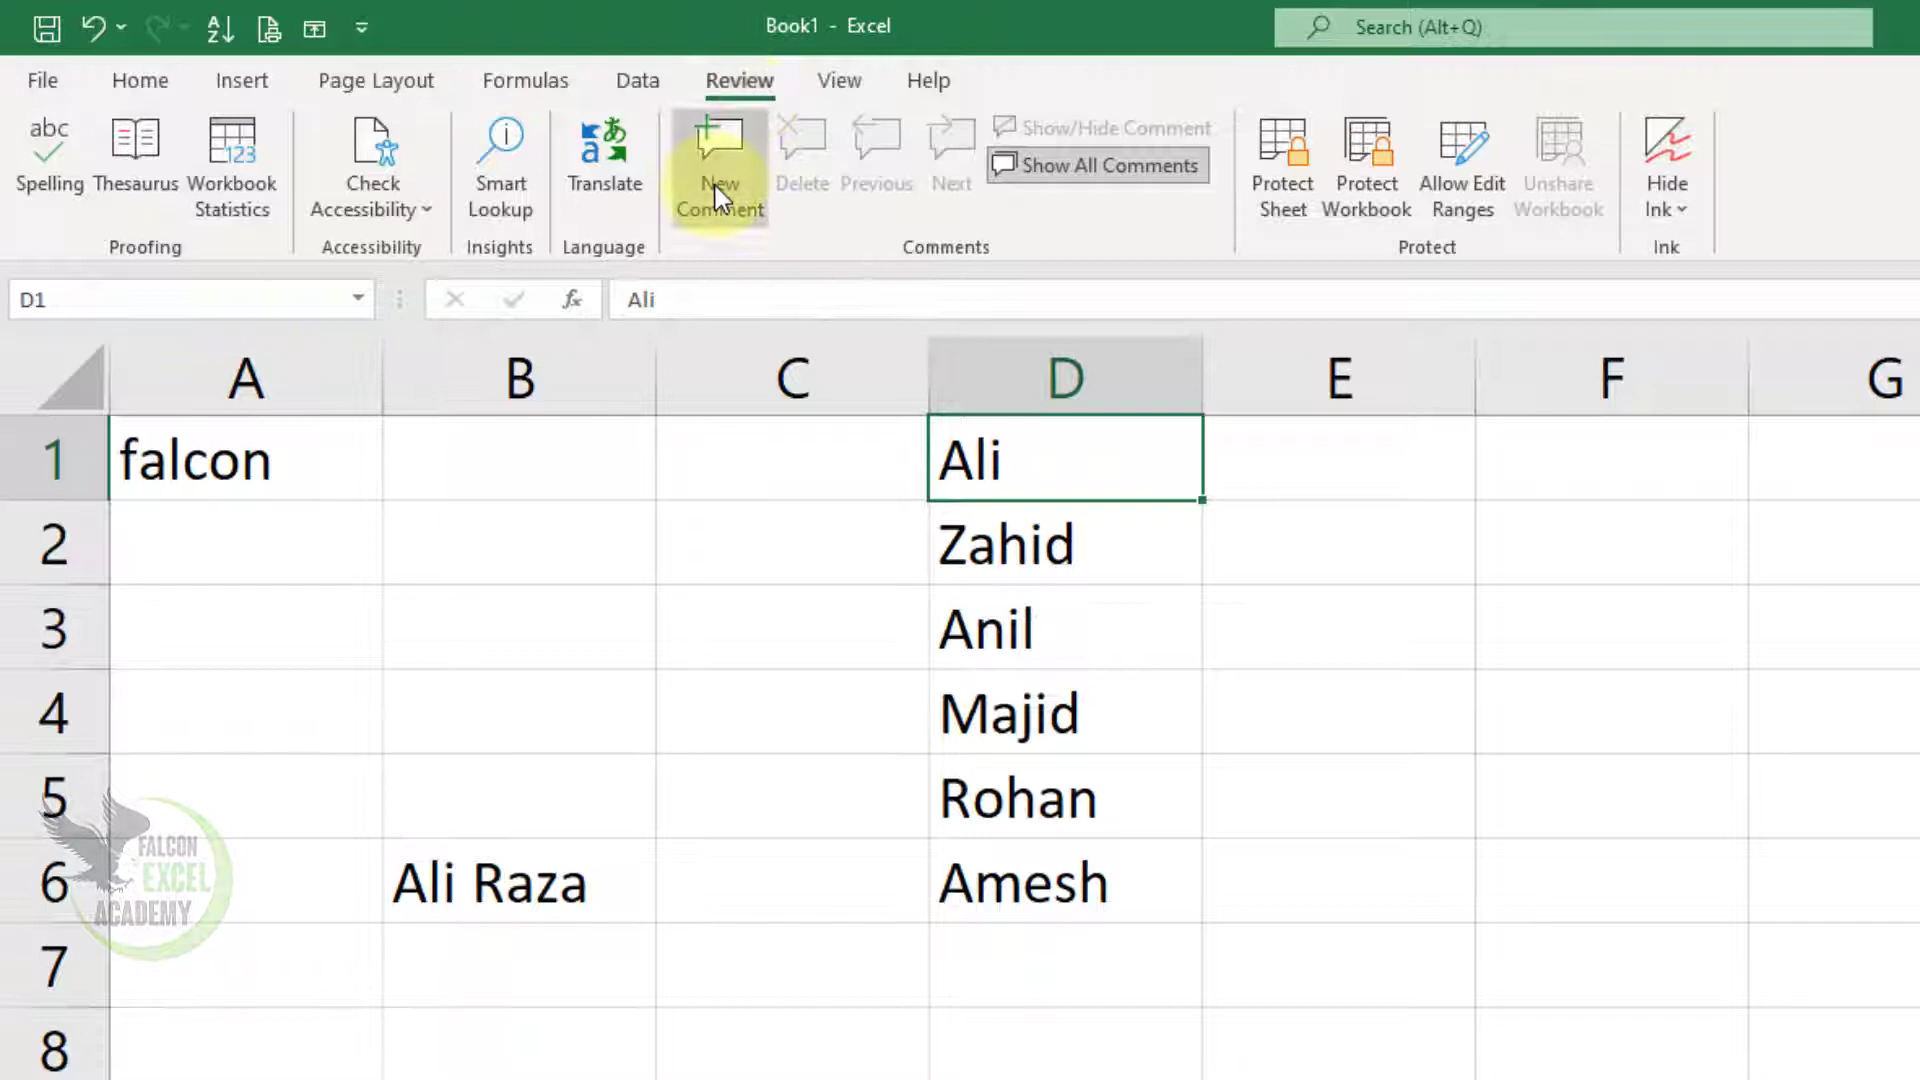 Book1 - Excel
Search (Alt+Q)
File Home Insert Page Layout Formulas Data Review View Help
abc
Spelling
Thesaurus
123
Workbook
Statistics
Proofing
Check
Accessibility
Accessibility
Smart
Lookup
Insights
Translate
Language
New
Comment
Delete
Previous
Next
Show/Hide Comment
Show All Comments
Comments
Protect
Sheet
Protect
Workbook
Allow Edit
Ranges
Unshare
Workbook
Protect
Hide
Ink
Ink
D1 fx Ali
A B C D E F G
1 falcon Ali
2 Zahid
3 Anil
4 Majid
5 Rohan
6 Ali Raza Amesh
7
8
FALCON
EXCEL
ACADEMY